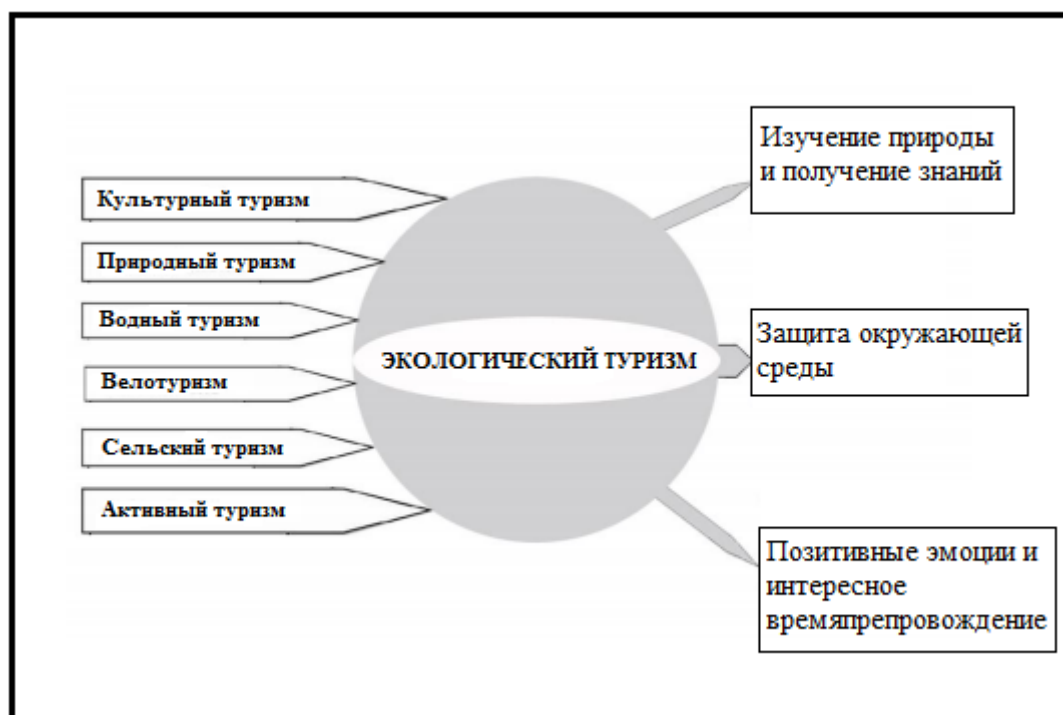 Культурный туризм
Природный туризм
Водный туризм
Велотуризм
Сельский туризм
Активный туризм
ЭКОЛОГИЧЕСКИЙ ТУРИЗМ
Изучение природы
и получение знаний
Защита окружающей
среды
Позитивные эмоции и
интересное
времяпрепровождение